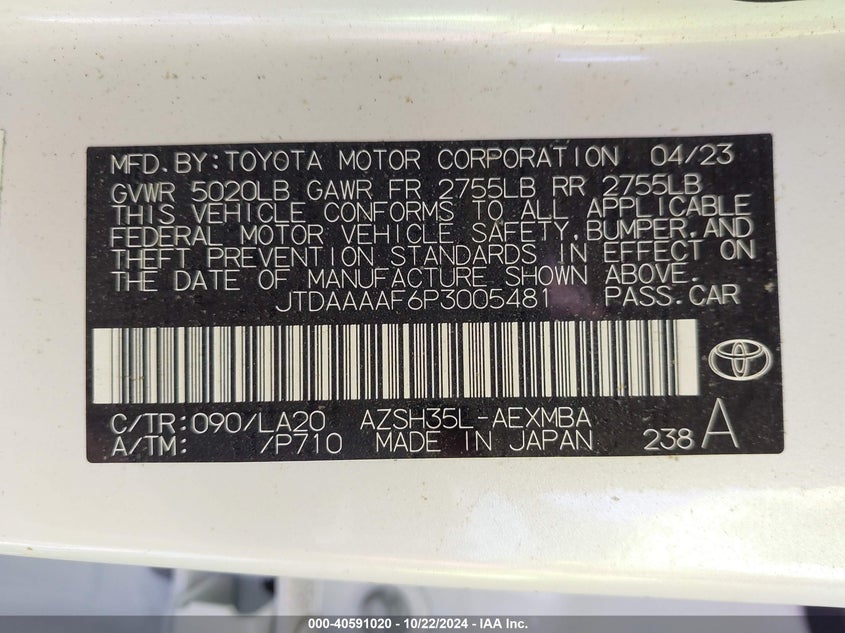 MFD. BY: TOYOTA MOTOR CORPORATION 04/23
GVWR 5020LB GAWR FR 2755LB RR 2755LB
THIS VEHICLE CONFORMS TO ALL APPLICABLE
FEDERAL MOTOR VEHICLE SAFETY, BUMPER, AND
THEFT PREVENTION STANDARDS IN EFFECT ON
THE DATE OF MANUFACTURE SHOWN ABOVE.
JTDAAAAF6P3005481 PASS. CAR
C/TR: 090/LA20 AZSH35L-AEXMBA
A/TM: /P710 MADE IN JAPAN 238 A
000-40591020 - 10/22/2024 - IAA Inc.